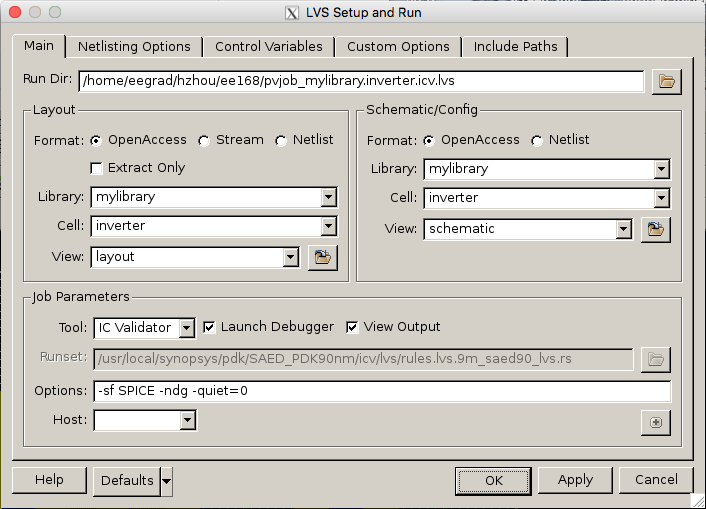 LVS Setup and Run
Main Netlisting Options Control Variables Custom Options Include Paths
Run Dir: /home/eegrad/hzhou/ee168/pvjob_mylibrary.inverter.icv.lvs
Layout
Format: OpenAccess Stream Netlist
Extract Only
Library: mylibrary
Cell: inverter
View: layout
Schematic/Config
Format: OpenAccess Netlist
Library: mylibrary
Cell: inverter
View: schematic
Job Parameters
Tool: IC Validator Launch Debugger View Output
Runset: /usr/local/synopsys/pdk/SAED_PDK90nm/icv/lvs/rules.lvs.9m_saed90_lvs.rs
Options: -sf SPICE -ndg -quiet=0
Host:
Help Defaults OK Apply Cancel